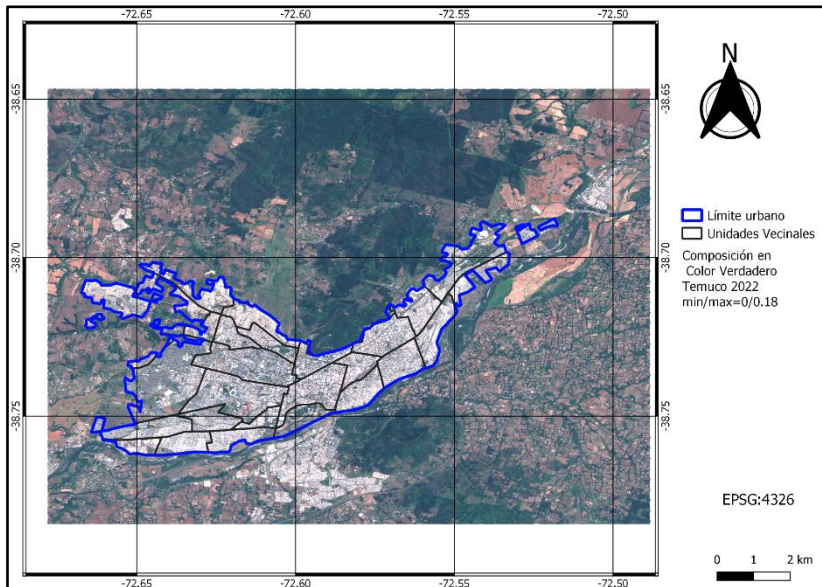 -72.65 -72.60 -72.55 -72.50
-38.65 -38.65
-38.70 -38.70
-38.75 -38.75
-72.65 -72.60 -72.55 -72.50
N
Límite urbano
Unidades Vecinales
Composición en
Color Verdadero
Temuco 2022
min/max=0/0.18
EPSG:4326
0 1 2 km